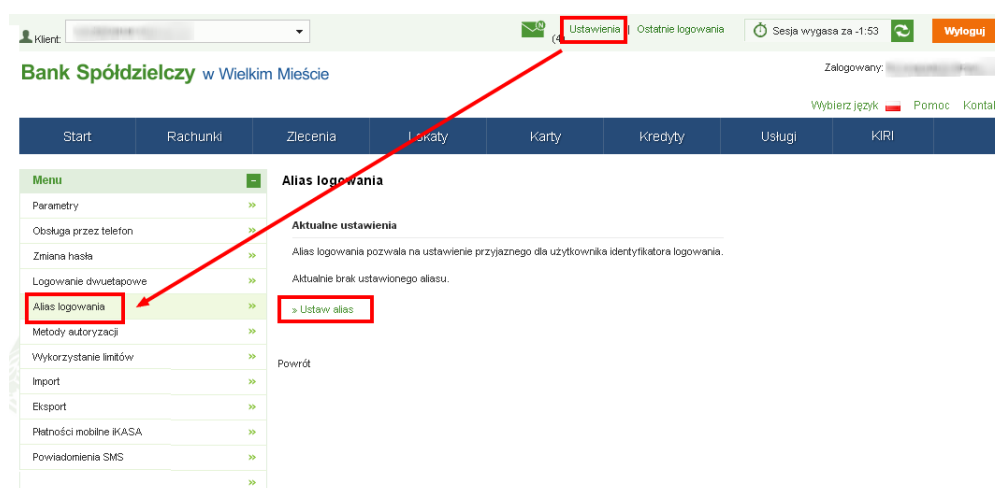 Klient:
(4)
Ustawienia | Ostatnie logowania
Sesja wygasa za -1:53
Wyloguj
Bank Spółdzielczy w Wielkim Mieście
Zalogowany:
Wybierz język
Pomoc
Kontak
Start
Rachunki
Zlecenia
Lokaty
Karty
Kredyty
Usługi
KIRI
Menu
Parametry
Obsługa przez telefon
Zmiana hasła
Logowanie dwuetapowe
Alias logowania
Metody autoryzacji
Wykorzystanie limitów
Import
Eksport
Płatności mobilne iKASA
Powiadomienia SMS
Alias logowania
Aktualne ustawienia
Alias logowania pozwala na ustawienie przyjaznego dla użytkownika identyfikatora logowania.
Aktualnie brak ustawionego aliasu.
» Ustaw alias
Powrót